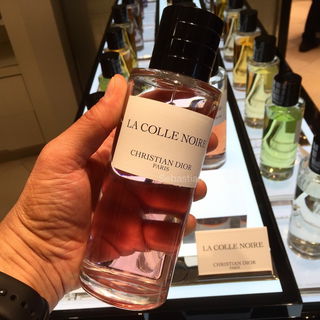 LA COLLE NOIRE
CHRISTIAN DIOR
PARIS
LA COLLE NOIRE
CHRISTIAN DIOR
PARIS